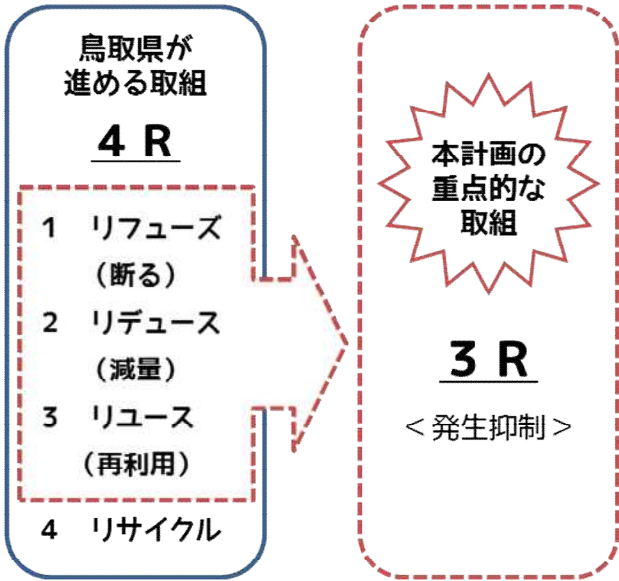 鳥取県が
進める取組
４Ｒ
1 リフューズ
（断る）
2 リデュース
（減量）
3 リユース
（再利用）
4 リサイクル
本計画の
重点的な
取組
３Ｒ
＜発生抑制＞